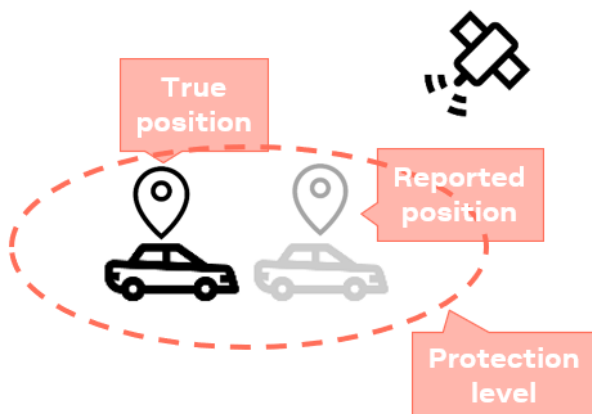 True
position
Reported
position
Protection
level